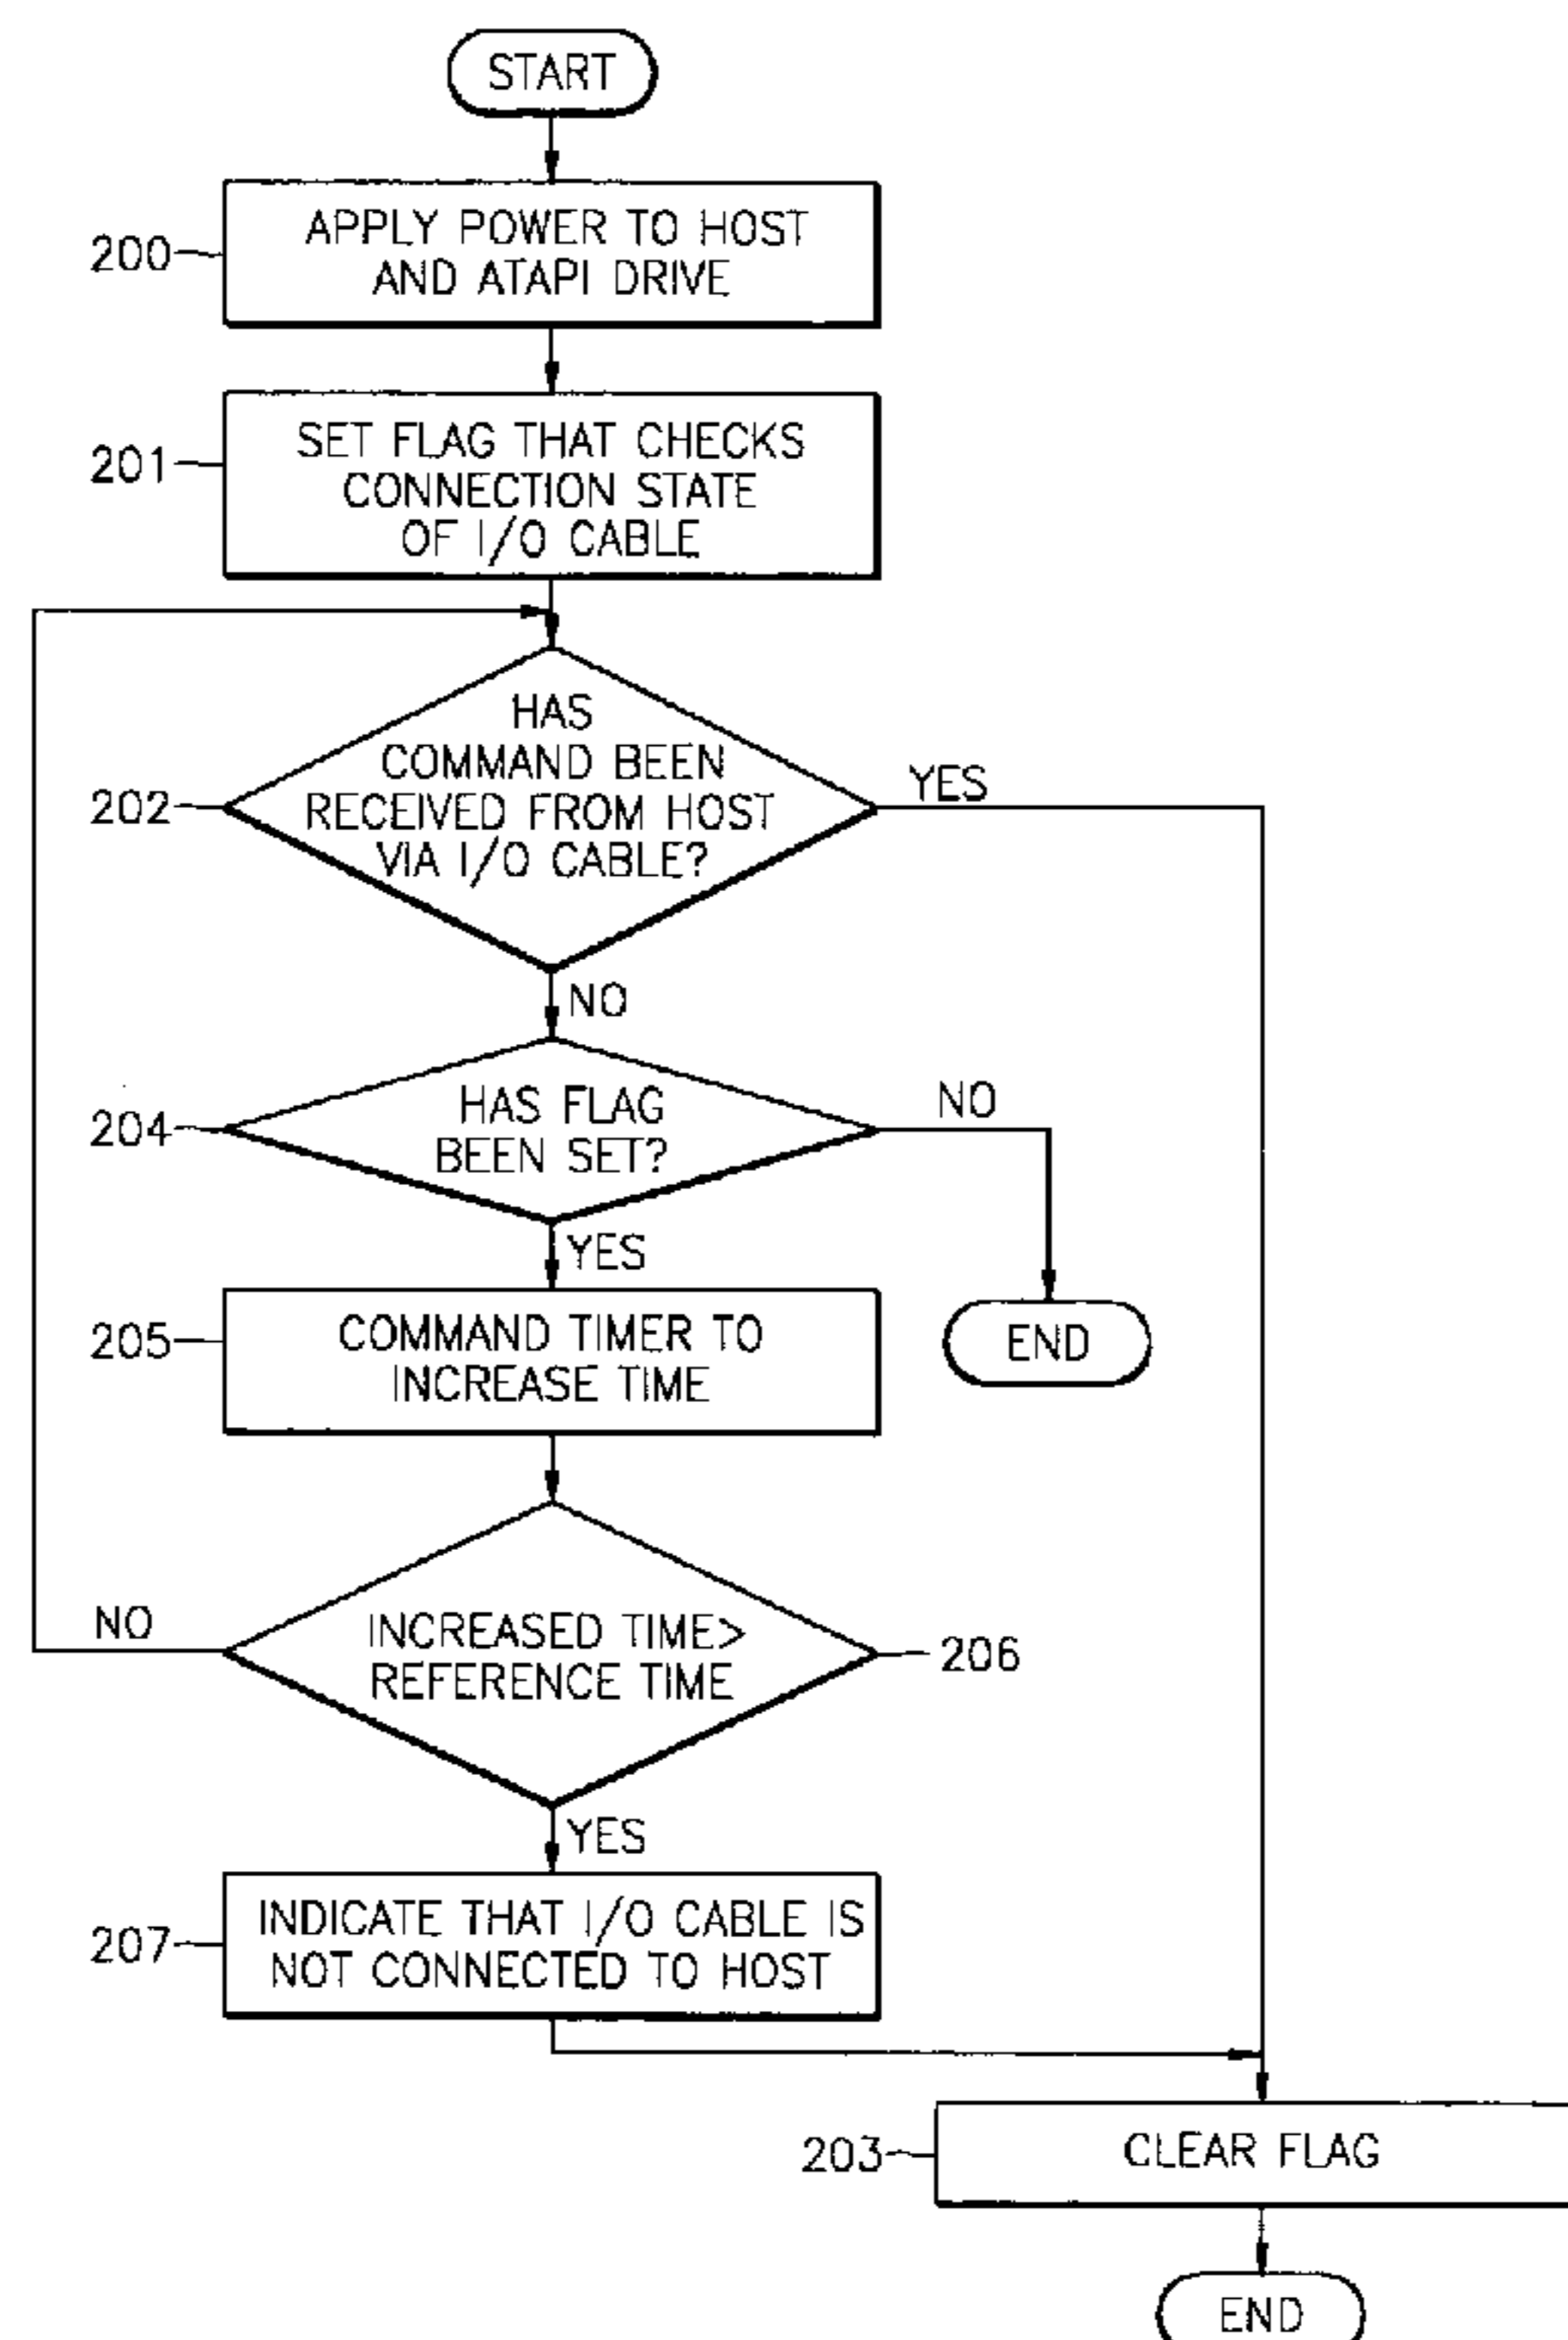 START
200
APPLY POWER TO HOST
AND ATAPI DRIVE
201
SET FLAG THAT CHECKS
CONNECTION STATE
OF I/O CABLE
202
HAS
COMMAND BEEN
RECEIVED FROM HOST
VIA I/O CABLE?
YES
NO
204
HAS FLAG
BEEN SET?
NO
YES
205
COMMAND TIMER TO
INCREASE TIME
END
NO
INCREASED TIME>
REFERENCE TIME
206
YES
207
INDICATE THAT I/O CABLE IS
NOT CONNECTED TO HOST
203
CLEAR FLAG
END